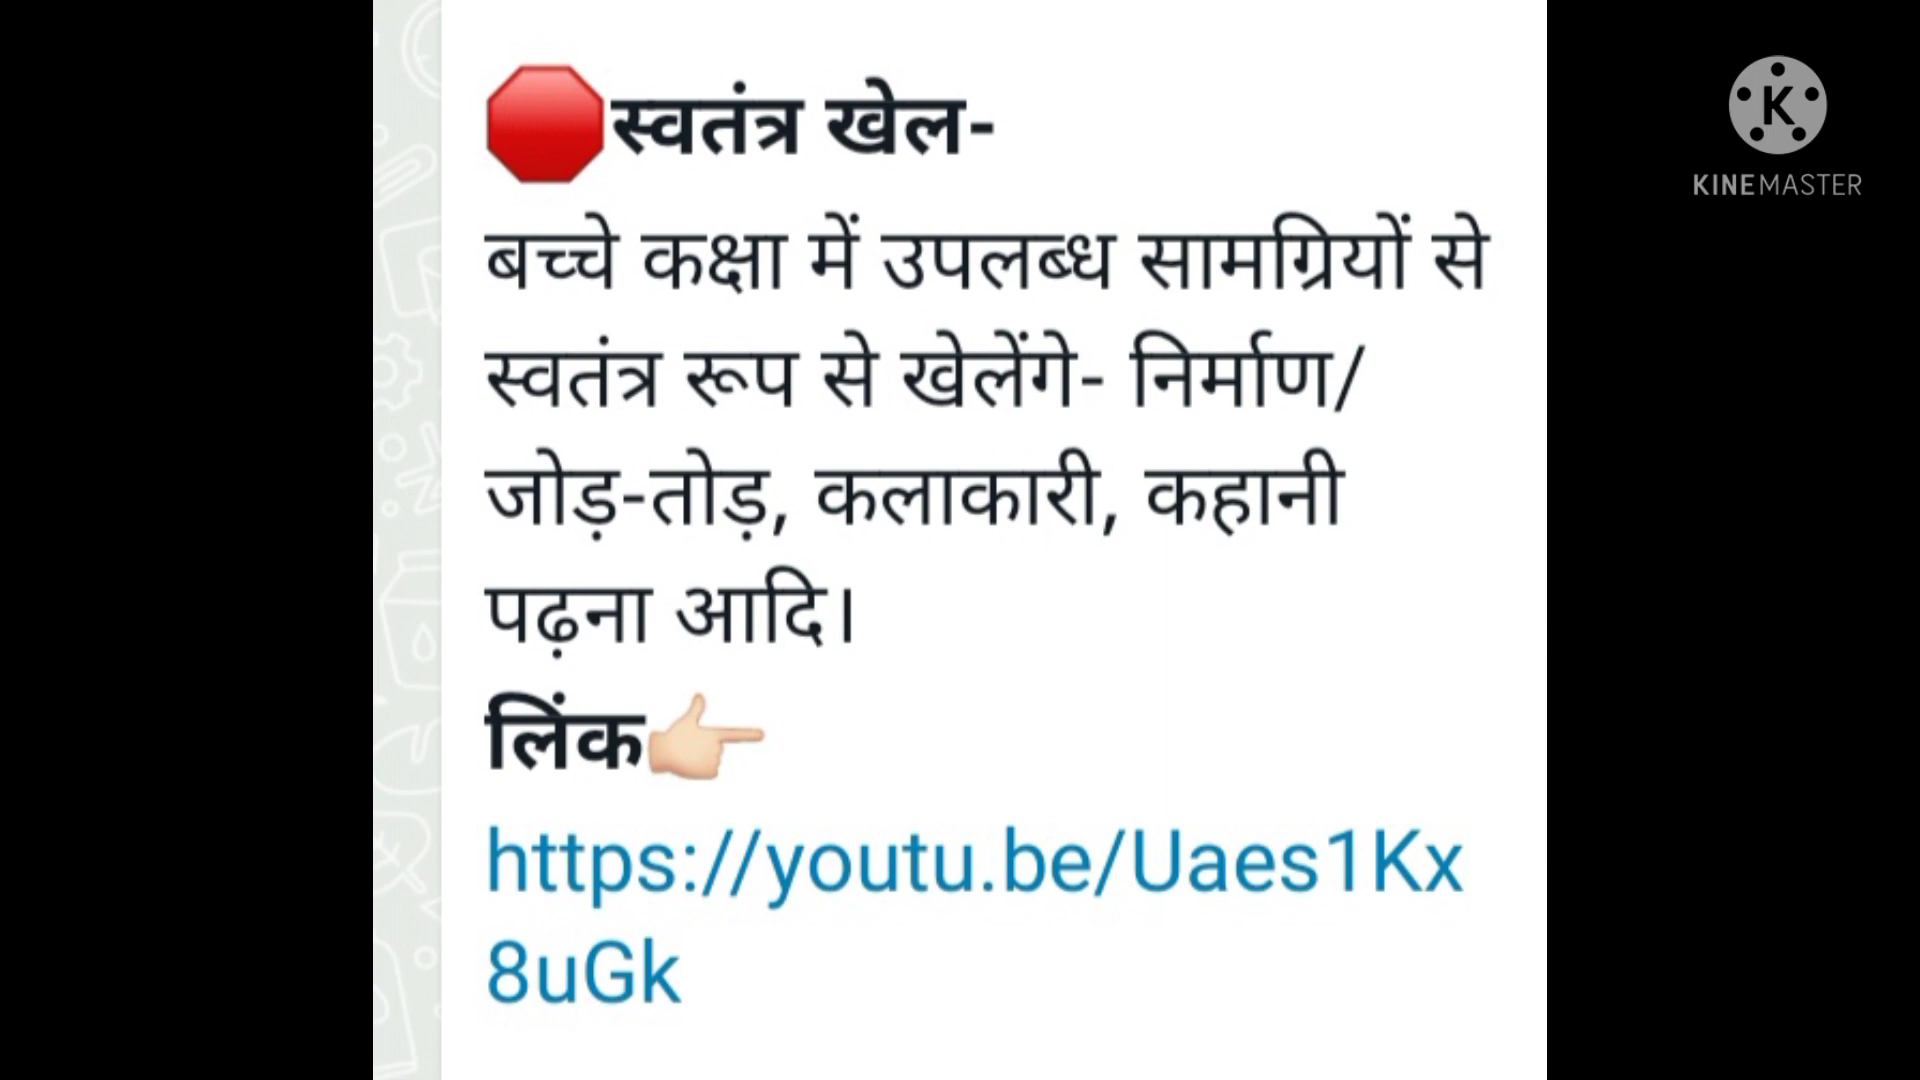 🛑स्वतंत्र खेल-
बच्चे कक्षा में उपलब्ध सामग्रियों से
स्वतंत्र रूप से खेलेंगे- निर्माण/
जोड़-तोड़, कलाकारी, कहानी
पढ़ना आदि।
लिंक👉🏻
https://youtu.be/Uaes1Kx
8uGk
K
KINEMASTER